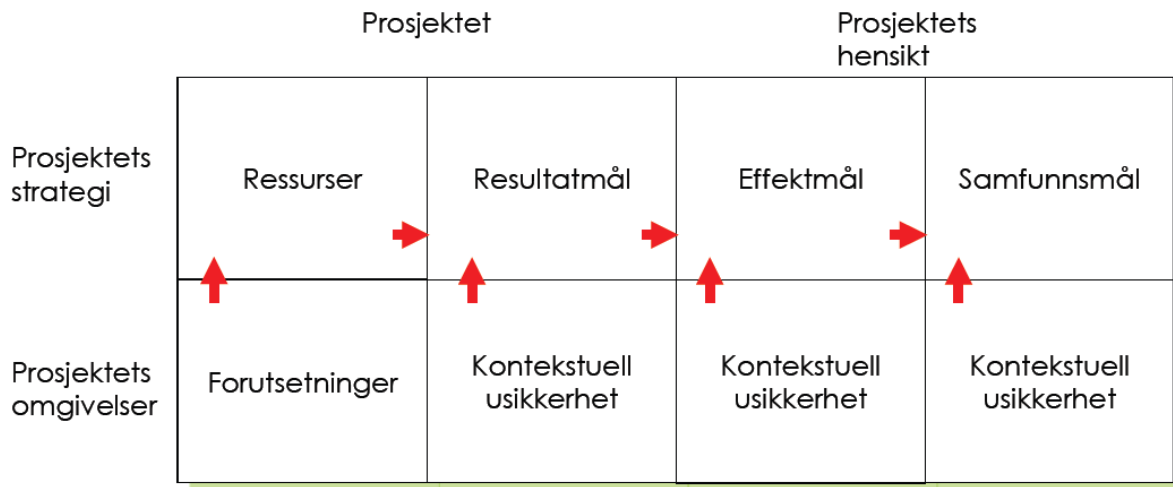 Prosjektet
Prosjektets
hensikt
Prosjektets
strategi
Ressurser
Resultatmål
Effektmål
Samfunnsmål
Prosjektets
omgivelser
Forutsetninger
Kontekstuell
usikkerhet
Kontekstuell
usikkerhet
Kontekstuell
usikkerhet